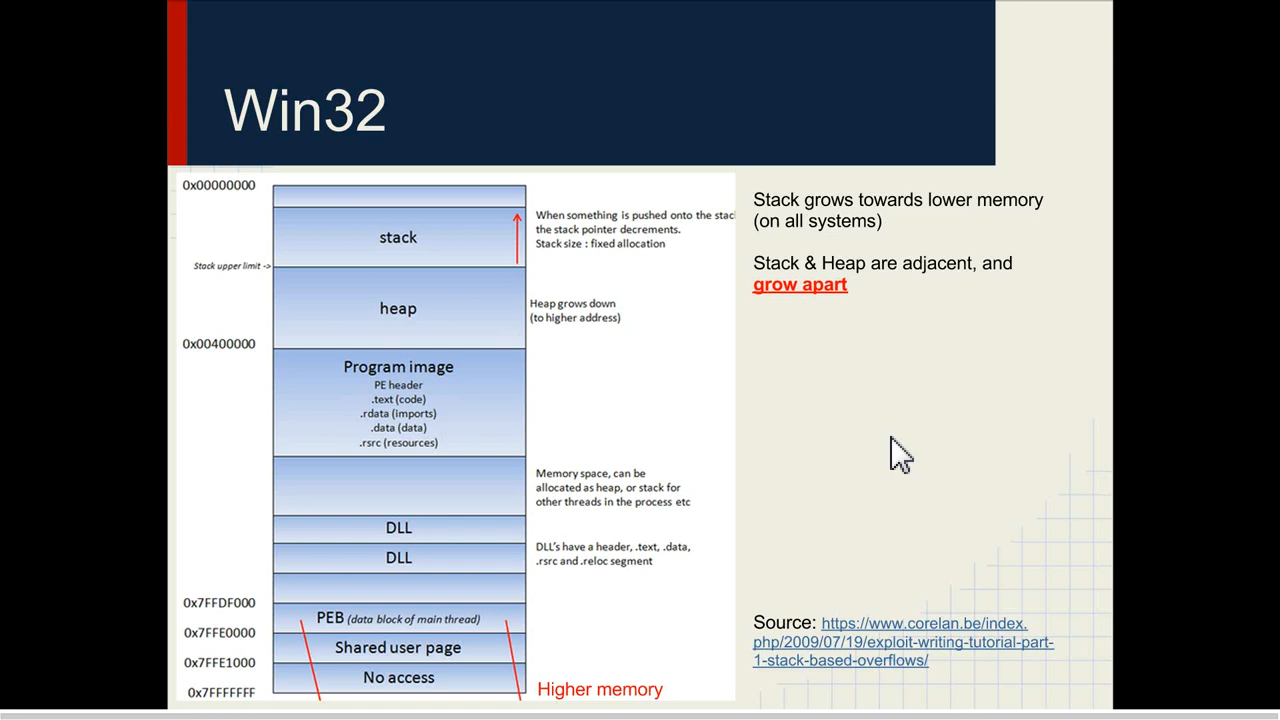 Win32
0x00000000
When something is pushed onto the stac
the stack pointer decrements.
Stack size : fixed allocation
stack
Stack upper limit ->
heap
Heap grows down
(to higher address)
0x00400000
Program image
PE header
.text (code)
.rdata (imports)
.data (data)
.rsrc (resources)
Memory space, can be
allocated as heap, or stack for
other threads in the process etc
DLL
DLL
DLL's have a header, .text, .data,
.rsrc and .reloc segment
0x7FFDF000
PEB (data block of main thread)
0x7FFE0000
Shared user page
0x7FFE1000
No access
0x7FFFFFFF
Higher memory
Stack grows towards lower memory
(on all systems)
Stack & Heap are adjacent, and
grow apart
Source: https://www.corelan.be/index.
php/2009/07/19/exploit-writing-tutorial-part-
1-stack-based-overflows/